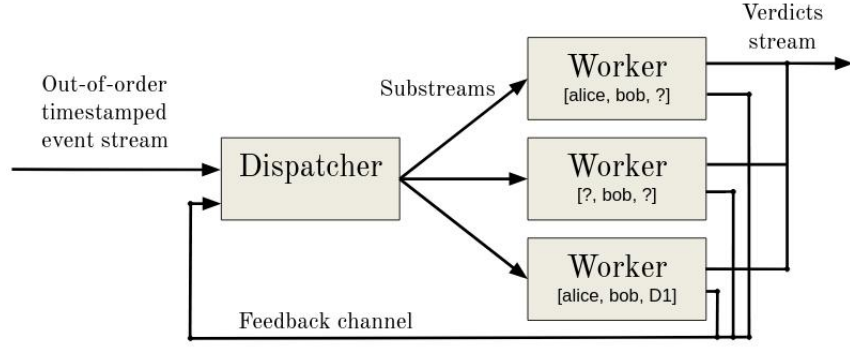 Verdicts
stream
Out-of-order
timestamped
event stream
Substreams
Worker
[alice, bob, ?]
Dispatcher
Worker
[?, bob, ?]
Worker
[alice, bob, D1]
Feedback channel